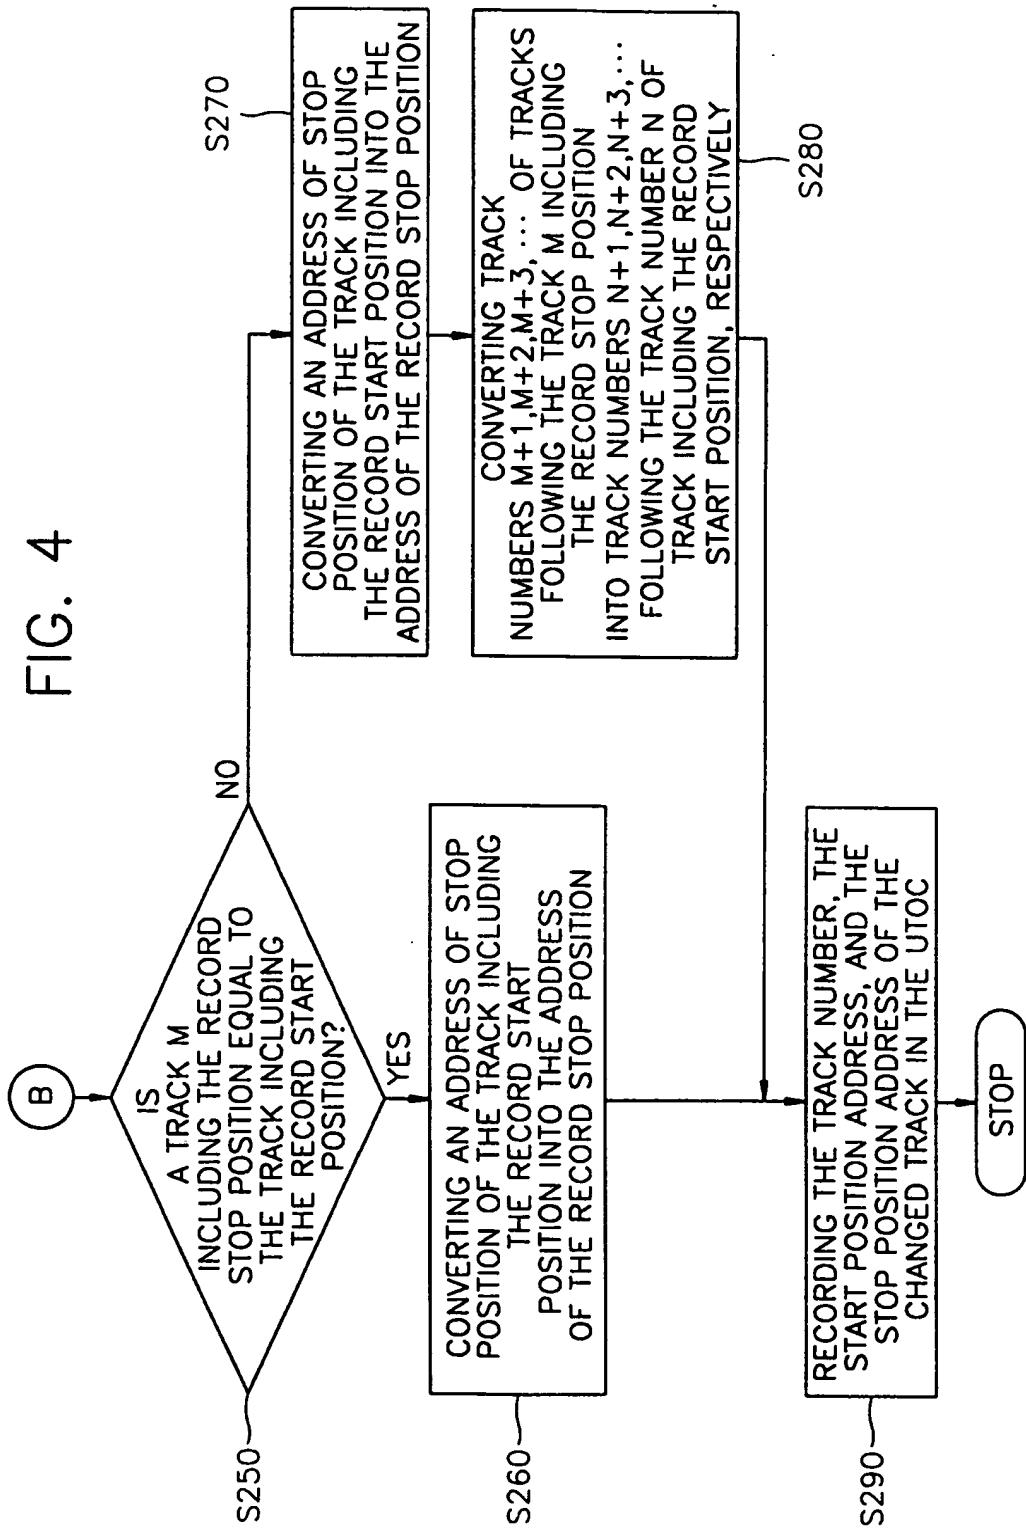 FIG. 4
B
IS
A TRACK M
INCLUDING THE RECORD
STOP POSITION EQUAL TO
THE TRACK INCLUDING
THE RECORD START
POSITION?
S250
NO
YES
CONVERTING AN ADDRESS OF STOP
POSITION OF THE TRACK INCLUDING
THE RECORD START
POSITION INTO THE ADDRESS
OF THE RECORD STOP POSITION
S260
S270
CONVERTING AN ADDRESS OF STOP
POSITION OF THE TRACK INCLUDING
THE RECORD START POSITION INTO THE
ADDRESS OF THE RECORD STOP POSITION
CONVERTING TRACK
NUMBERS M+1,M+2,M+3, ... OF TRACKS
FOLLOWING THE TRACK M INCLUDING
THE RECORD STOP POSITION
INTO TRACK NUMBERS N+1,N+2,N+3, ...
FOLLOWING THE TRACK NUMBER N OF
TRACK INCLUDING THE RECORD
START POSITION, RESPECTIVELY
S280
RECORDING THE TRACK NUMBER, THE
START POSITION ADDRESS, AND THE
STOP POSITION ADDRESS OF THE
CHANGED TRACK IN THE UTOC
S290
STOP